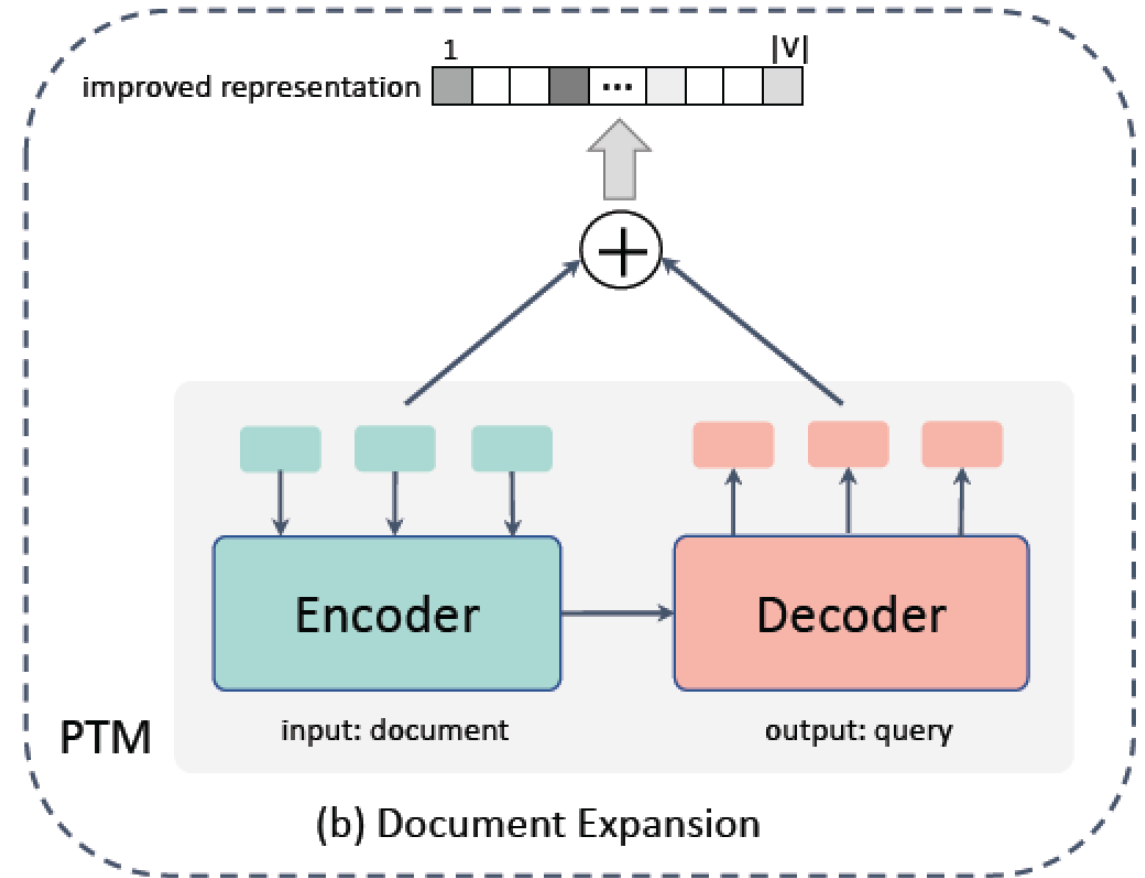 1
|V|
improved representation
...
+
Encoder
Decoder
PTM
input: document
output: query
(b) Document Expansion